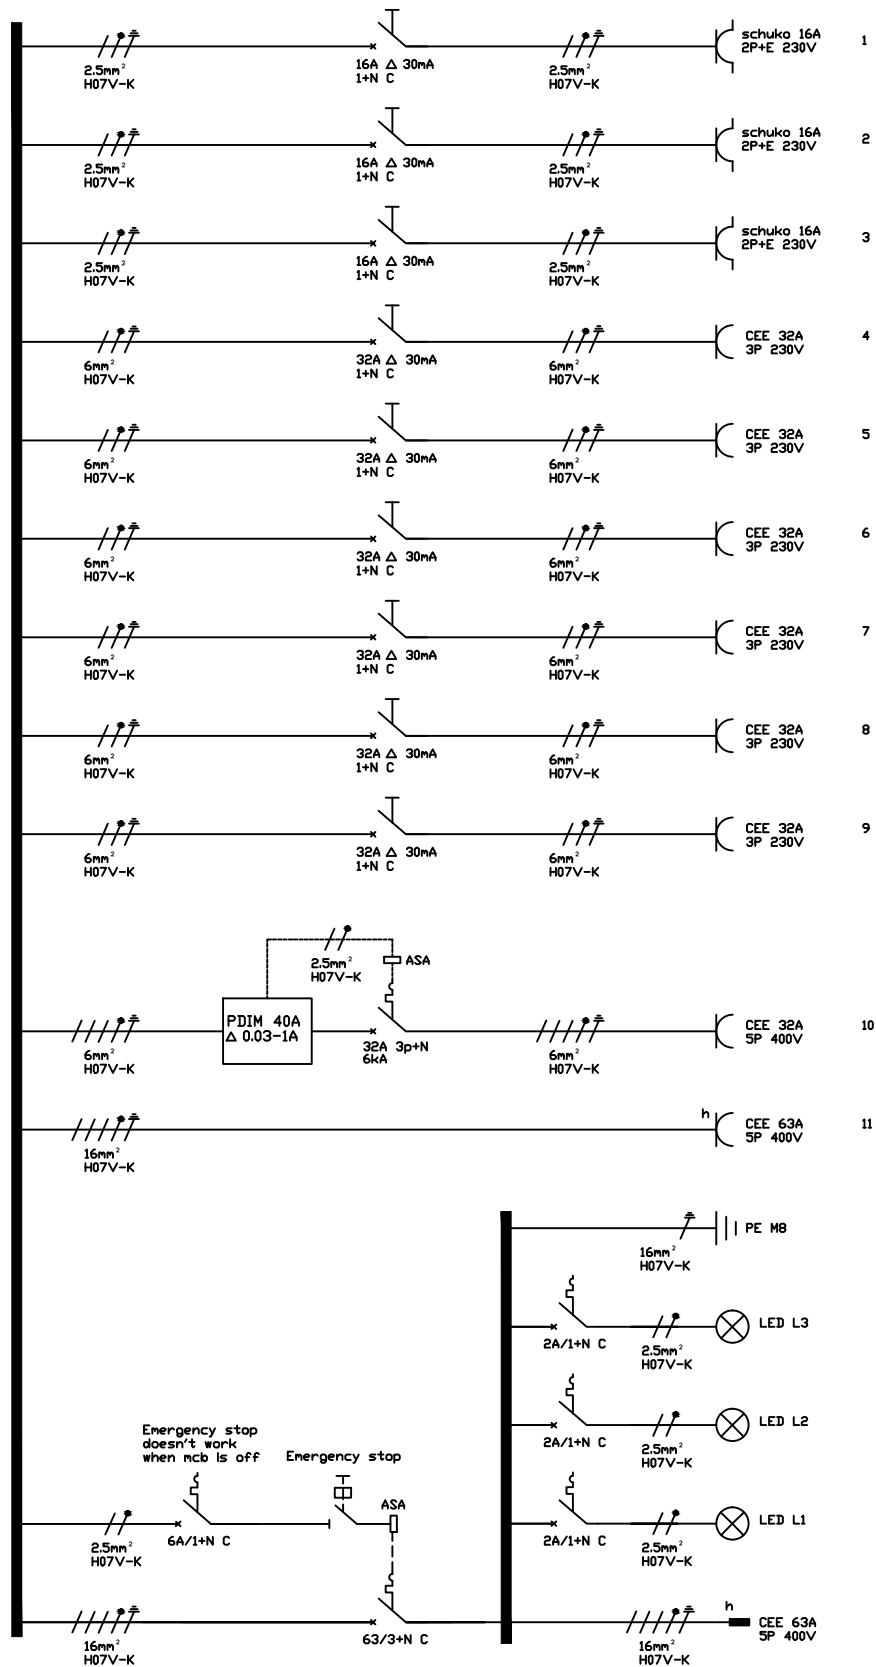 schuko 16A
2P+E 230V
1
2.5mm²
H07V-K
16A Δ 30mA
1+N C
2.5mm²
H07V-K
schuko 16A
2P+E 230V
2
2.5mm²
H07V-K
16A Δ 30mA
1+N C
2.5mm²
H07V-K
schuko 16A
2P+E 230V
3
2.5mm²
H07V-K
16A Δ 30mA
1+N C
2.5mm²
H07V-K
CEE 32A
3P 230V
4
6mm²
H07V-K
32A Δ 30mA
1+N C
6mm²
H07V-K
CEE 32A
3P 230V
5
6mm²
H07V-K
32A Δ 30mA
1+N C
6mm²
H07V-K
CEE 32A
3P 230V
6
6mm²
H07V-K
32A Δ 30mA
1+N C
6mm²
H07V-K
CEE 32A
3P 230V
7
6mm²
H07V-K
32A Δ 30mA
1+N C
6mm²
H07V-K
CEE 32A
3P 230V
8
6mm²
H07V-K
32A Δ 30mA
1+N C
6mm²
H07V-K
CEE 32A
3P 230V
9
6mm²
H07V-K
32A Δ 30mA
1+N C
6mm²
H07V-K
2.5mm²
H07V-K
ASA
PDIM 40A
Δ 0.03-1A
CEE 32A
5P 400V
10
6mm²
H07V-K
32A 3p+N
6kA
6mm²
H07V-K
h
CEE 63A
5P 400V
11
16mm²
H07V-K
PE M8
16mm²
H07V-K
LED L3
2A/1+N C
2.5mm²
H07V-K
LED L2
2A/1+N C
2.5mm²
H07V-K
Emergency stop
doesn't work
when mcb is off
Emergency stop
ASA
LED L1
2.5mm²
H07V-K
6A/1+N C
2A/1+N C
2.5mm²
H07V-K
h
CEE 63A
5P 400V
16mm²
H07V-K
63/3+N C
16mm²
H07V-K